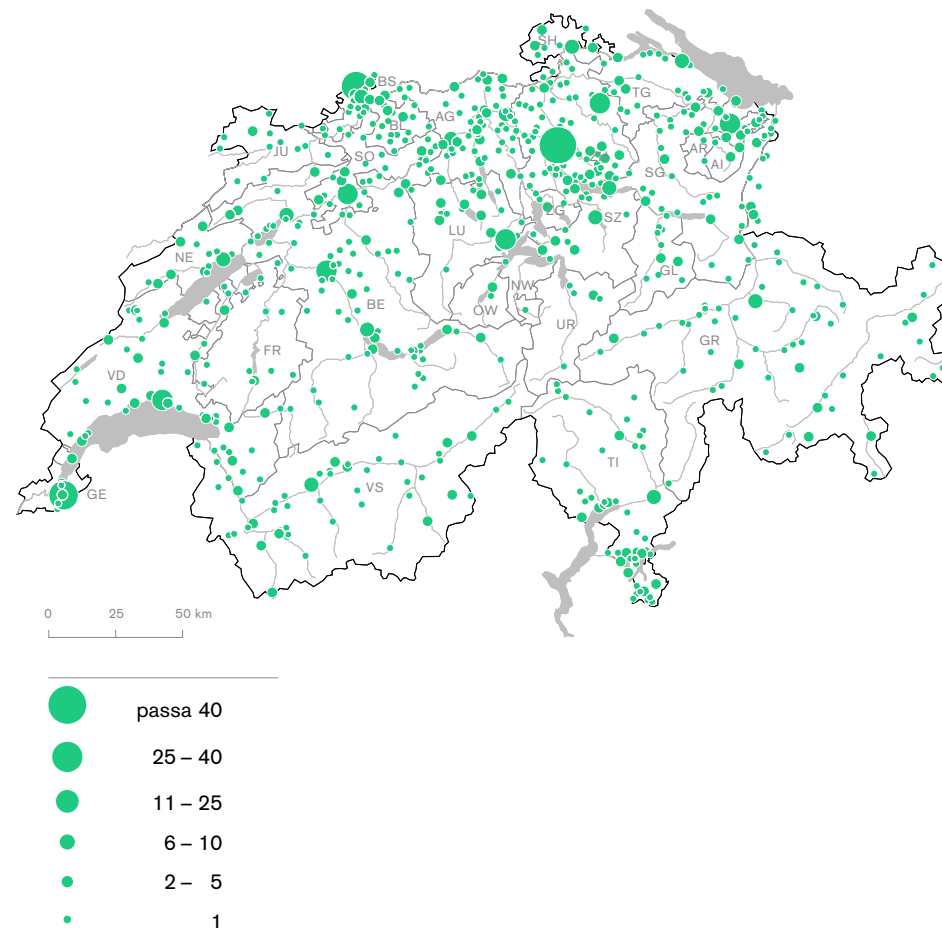 SH
BS
TG
BL
AG
ZH
AR
AI
JU
SO
SG
ZG
SZ
LU
NE
GL
NW
OW
BE
UR
GR
FR
VD
TI
VS
GE
0 25 50 km
passa 40
25 – 40
11 – 25
6 – 10
2 – 5
1